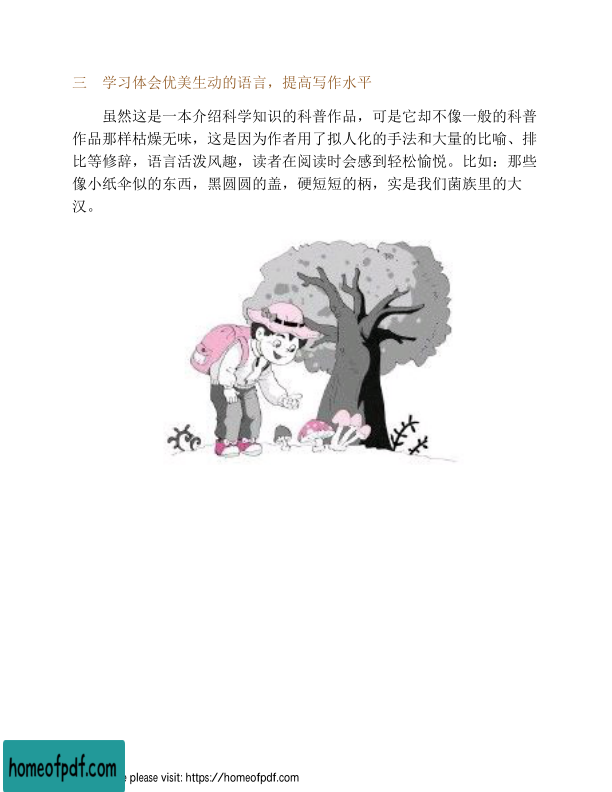 三　学习体会优美生动的语言，提高写作水平
虽然这是一本介绍科学知识的科普作品，可是它却不像一般的科普
作品那样枯燥无味，这是因为作者用了拟人化的手法和大量的比喻、排
比等修辞，语言活泼风趣，读者在阅读时会感到轻松愉悦。比如：那些
像小纸伞似的东西，黑圆圆的盖，硬短短的柄，实是我们菌族里的大
汉。
homeofpdf.com
e please visit: https://homeofpdf.com